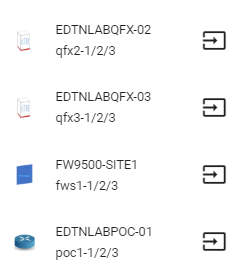 EDTNLABQFX-02
qfx2-1/2/3
EDTNLABQFX-03
qfx3-1/2/3
FW9500-SITE1
fws1-1/2/3
EDTNLABPOC-01
poc1-1/2/3